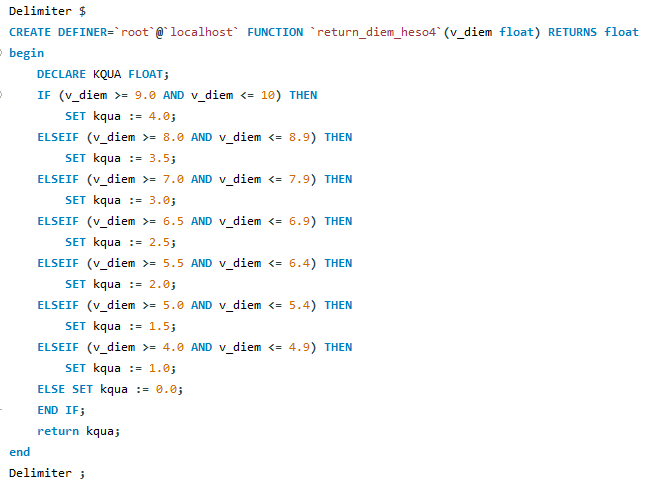 Delimiter $
CREATE DEFINER=`root`@`localhost` FUNCTION `return_diem_heso4`(v_diem float) RETURNS float
begin
    DECLARE KQUA FLOAT;
    IF (v_diem >= 9.0 AND v_diem <= 10) THEN
        SET kqua := 4.0;
    ELSEIF (v_diem >= 8.0 AND v_diem <= 8.9) THEN
        SET kqua := 3.5;
    ELSEIF (v_diem >= 7.0 AND v_diem <= 7.9) THEN
        SET kqua := 3.0;
    ELSEIF (v_diem >= 6.5 AND v_diem <= 6.9) THEN
        SET kqua := 2.5;
    ELSEIF (v_diem >= 5.5 AND v_diem <= 6.4) THEN
        SET kqua := 2.0;
    ELSEIF (v_diem >= 5.0 AND v_diem <= 5.4) THEN
        SET kqua := 1.5;
    ELSEIF (v_diem >= 4.0 AND v_diem <= 4.9) THEN
        SET kqua := 1.0;
    ELSE SET kqua := 0.0;
    END IF;
    return kqua;
end
Delimiter ;